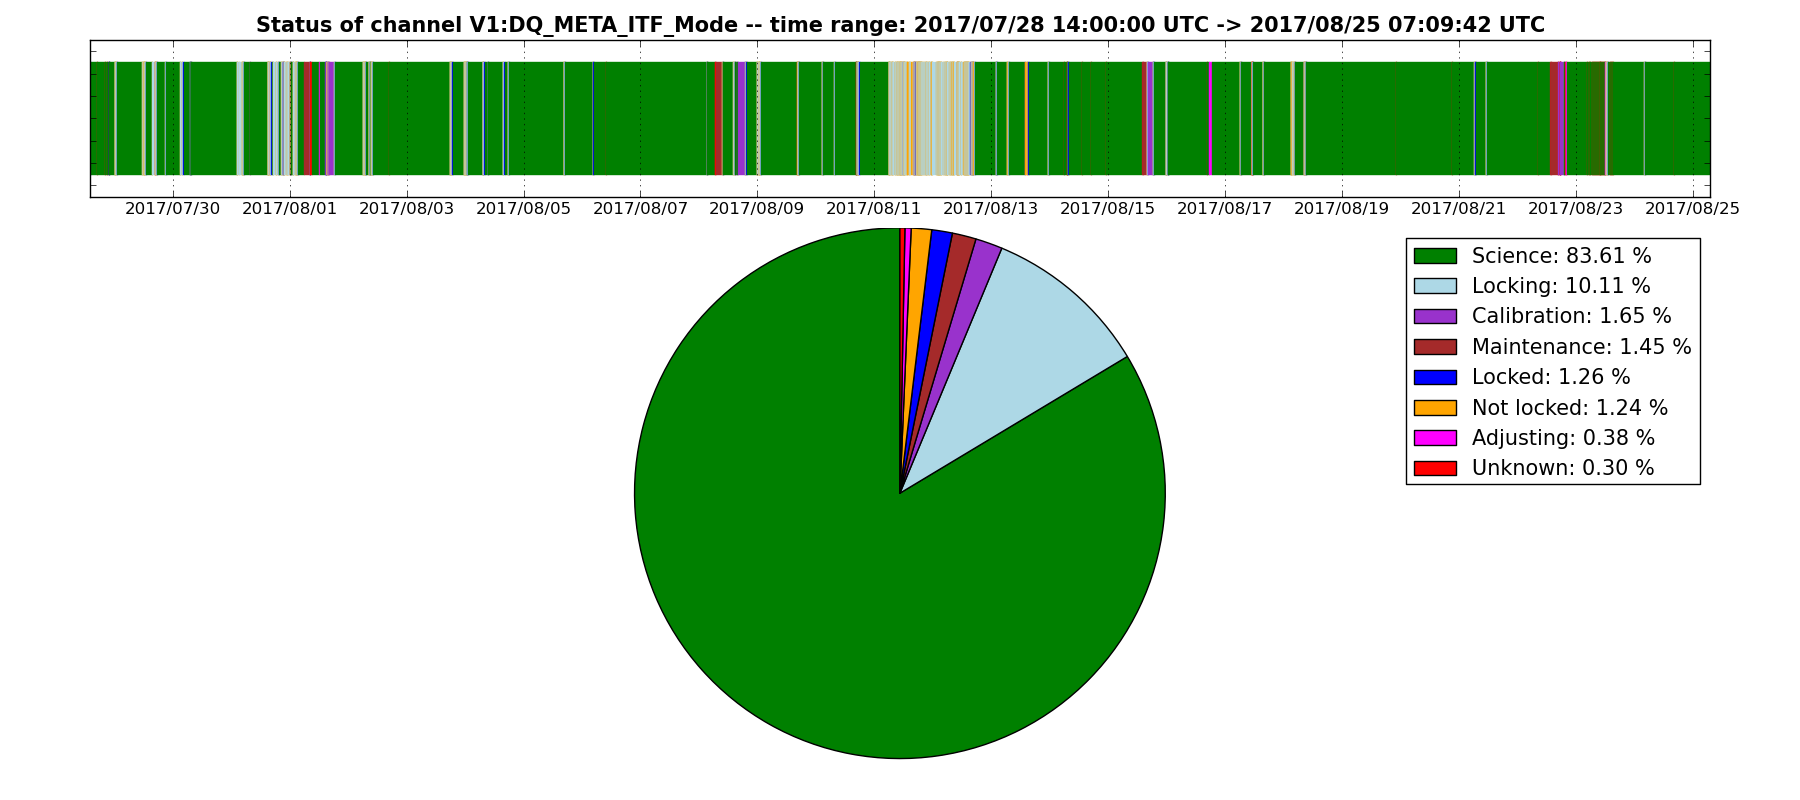 Status of channel V1:DQ_META_ITF_Mode -- time range: 2017/07/28 14:00:00 UTC -> 2017/08/25 07:09:42 UTC
2017/07/30 2017/08/01 2017/08/03 2017/08/05 2017/08/07 2017/08/09 2017/08/11 2017/08/13 2017/08/15 2017/08/17 2017/08/19 2017/08/21 2017/08/23 2017/08/25
Science: 83.61 %
Locking: 10.11 %
Calibration: 1.65 %
Maintenance: 1.45 %
Locked: 1.26 %
Not locked: 1.24 %
Adjusting: 0.38 %
Unknown: 0.30 %